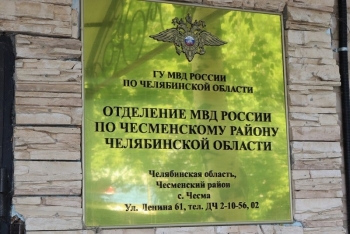 ГУ МВД РОССИИ
ПО ЧЕЛЯБИНСКОЙ ОБЛАСТИ
ОТДЕЛЕНИЕ МВД РОССИИ
ПО ЧЕСМЕНСКОМУ РАЙОНУ
ЧЕЛЯБИНСКОЙ ОБЛАСТИ
Челябинская область,
Чесменский район
с. Чесма
Ул. Ленина 61, тел. ДЧ 2-10-56, 02